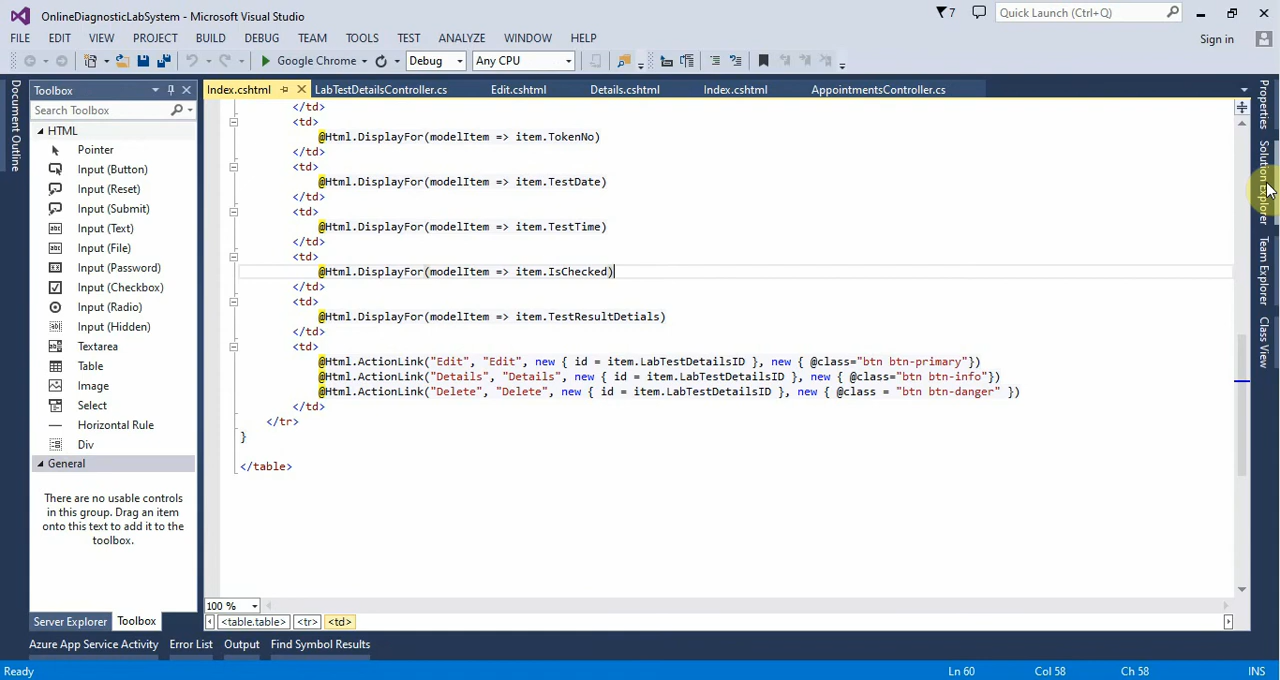 OnlineDiagnosticLabSystem - Microsoft Visual Studio
7
Quick Launch (Ctrl+Q)
FILE EDIT VIEW PROJECT BUILD DEBUG TEAM TOOLS TEST ANALYZE WINDOW HELP
Sign in
Google Chrome Debug Any CPU
Document Outline
Toolbox
Search Toolbox
HTML
Pointer
Input (Button)
Input (Reset)
Input (Submit)
Input (Text)
Input (File)
Input (Password)
Input (Checkbox)
Input (Radio)
Input (Hidden)
Textarea
Table
Image
Select
Horizontal Rule
Div
General
There are no usable controls
in this group. Drag an item
onto this text to add it to the
toolbox.
Server Explorer Toolbox
Index.cshtml LabTestDetailsController.cs Edit.cshtml Details.cshtml Index.cshtml AppointmentsController.cs
</td>
<td>
@Html.DisplayFor(modelItem => item.TokenNo)
</td>
<td>
@Html.DisplayFor(modelItem => item.TestDate)
</td>
<td>
@Html.DisplayFor(modelItem => item.TestTime)
</td>
<td>
@Html.DisplayFor(modelItem => item.IsChecked)
</td>
<td>
@Html.DisplayFor(modelItem => item.TestResultDetials)
</td>
<td>
@Html.ActionLink("Edit", "Edit", new { id = item.LabTestDetailsID }, new { @class="btn btn-primary"})
@Html.ActionLink("Details", "Details", new { id = item.LabTestDetailsID }, new { @class="btn btn-info"})
@Html.ActionLink("Delete", "Delete", new { id = item.LabTestDetailsID }, new { @class = "btn btn-danger" })
</td>
</tr>
}
</table>
100 %
<table.table> <tr> <td>
Properties
Solution Explorer
Team Explorer
Class View
Azure App Service Activity Error List Output Find Symbol Results
Ready Ln 60 Col 58 Ch 58 INS